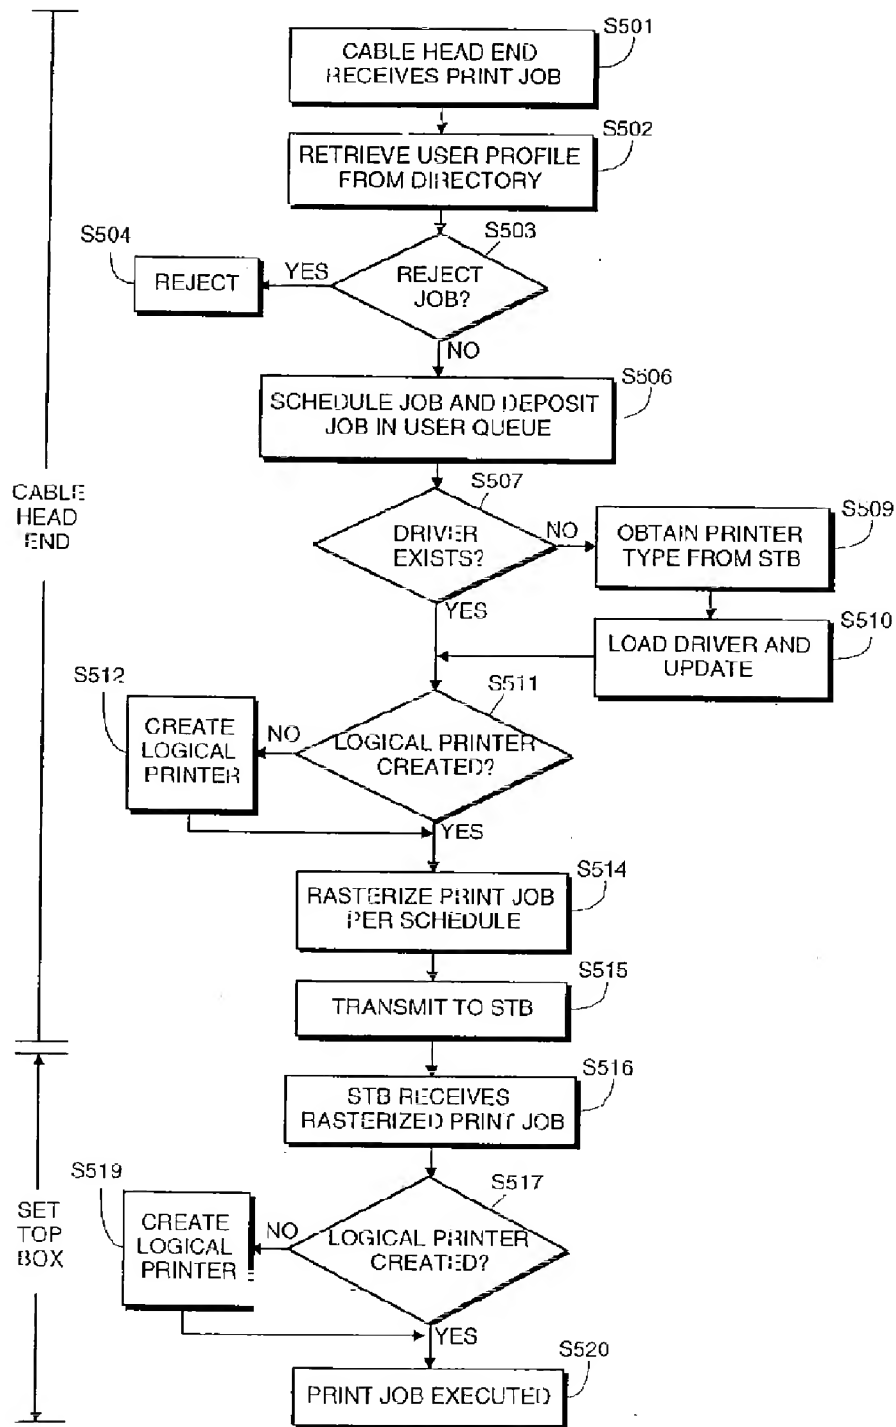 S501
CABLE HEAD END
RECEIVES PRINT JOB
S502
RETRIEVE USER PROFILE
FROM DIRECTORY
S503
S504
REJECT
YES
REJECT
JOB?
NO
S506
SCHEDULE JOB AND DEPOSIT
JOB IN USER QUEUE
CABLE
HEAD
END
S507
DRIVER
EXISTS?
NO
S509
OBTAIN PRINTER
TYPE FROM STB
YES
S510
LOAD DRIVER AND
UPDATE
S512
S511
CREATE
LOGICAL
PRINTER
NO
LOGICAL PRINTER
CREATED?
YES
S514
RASTERIZE PRINT JOB
PER SCHEDULE
S515
TRANSMIT TO STB
S516
STB RECEIVES
RASTERIZED PRINT JOB
SET
TOP
BOX
S519
S517
CREATE
LOGICAL
PRINTER
NO
LOGICAL PRINTER
CREATED?
YES
S520
PRINT JOB EXECUTED